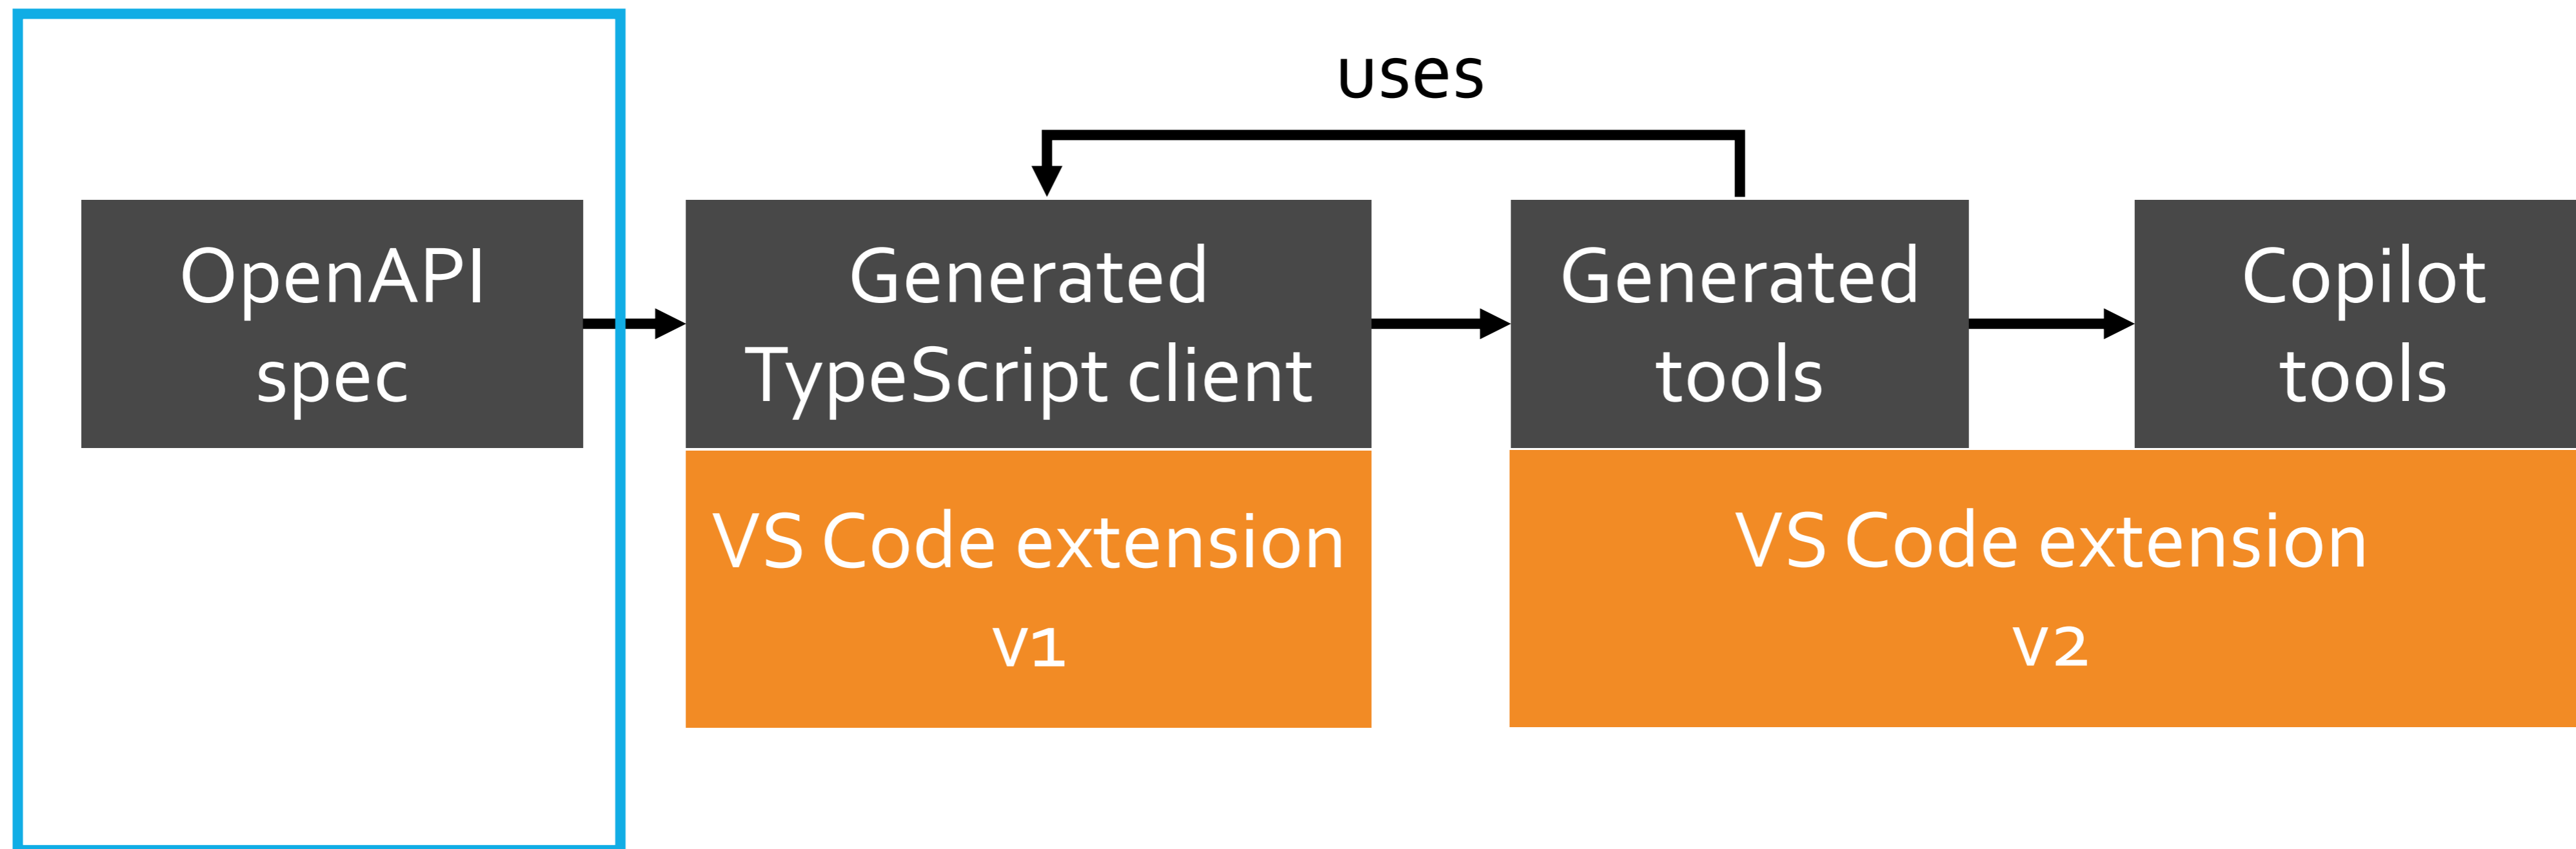 uses
OpenAPI
spec
Generated
TypeScript client
Generated
tools
Copilot
tools
VS Code extension
v1
VS Code extension
v2